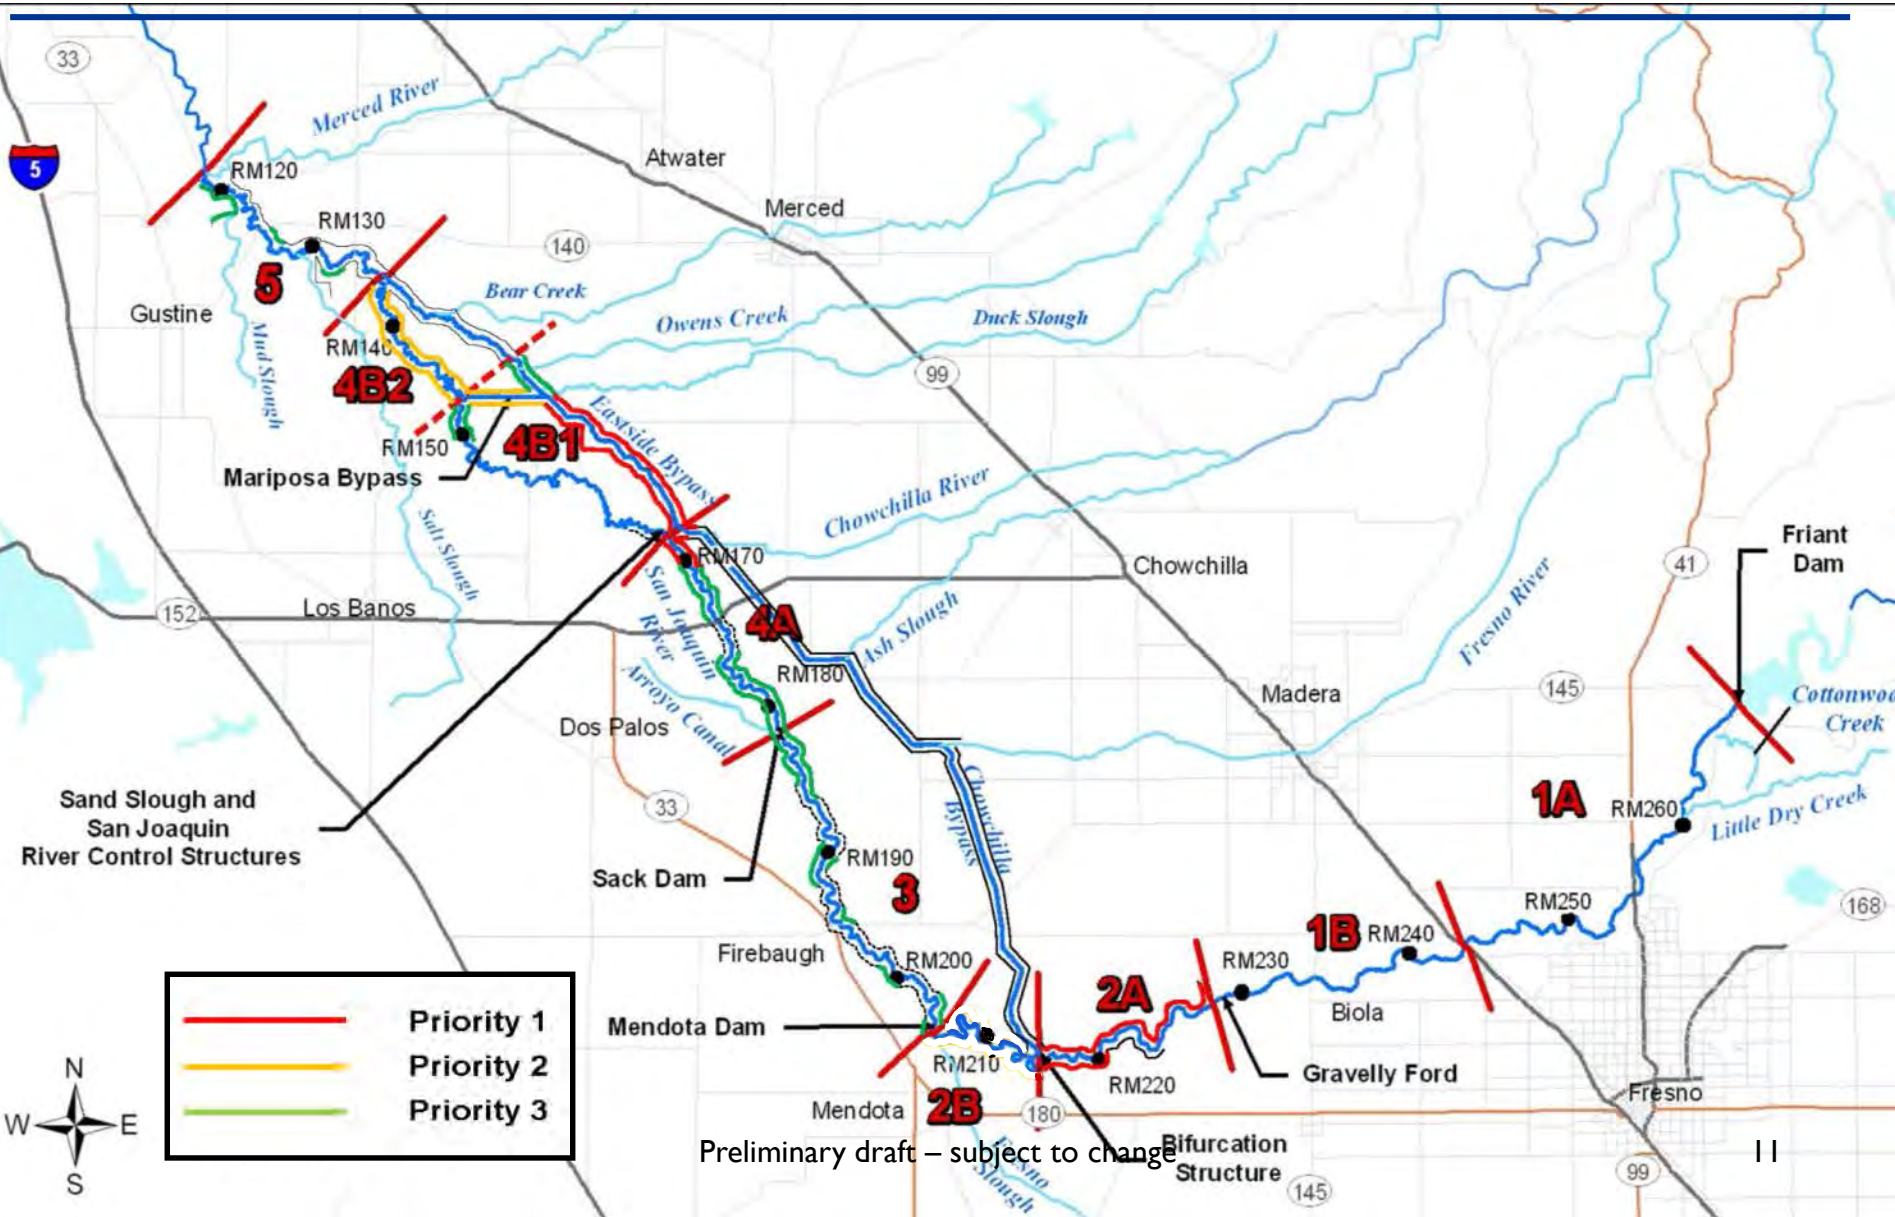 33
Merced River
Atwater
5
RM120
Merced
RM130
140
5
Bear Creek
Gustine
Owens Creek
Duck Slough
Mud Slough
RM140
99
4B2
Eastside Bypass
4B1
RM150
Mariposa Bypass
Chowchilla River
Salt Slough
Friant
Dam
RM170
Chowchilla
41
San Joaquin
River
152
Los Banos
4A
Ash Slough
Fresno River
RM180
Arroyo Canal
145
Madera
Cottonwoo
Creek
Dos Palos
Chowchilla
Bypass
Sand Slough and
San Joaquin
River Control Structures
33
1A
RM260
Little Dry Creek
RM190
Sack Dam
3
RM250
168
1B
RM240
Firebaugh
RM200
RM230
2A
Biola
Priority 1
Priority 2
Priority 3
Mendota Dam
RM210
RM220
Gravelly Ford
Fresno
N
W
E
S
Mendota
2B
180
Bifurcation
Structure
Fresno
Slough
Preliminary draft – subject to change
11
99
145